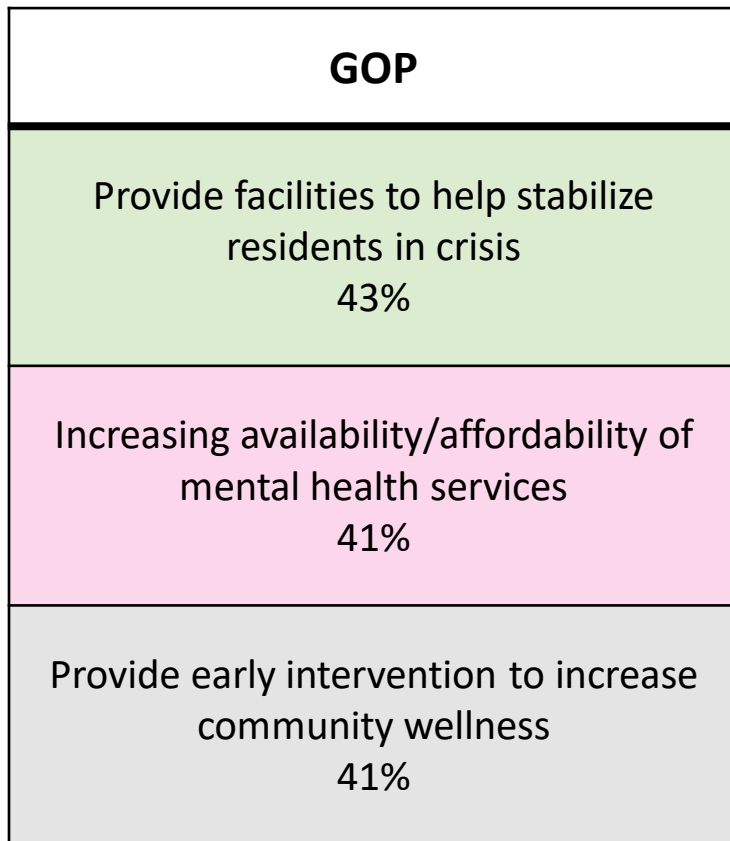 GOP
Provide facilities to help stabilize
residents in crisis
43%
Increasing availability/affordability of
mental health services
41%
Provide early intervention to increase
community wellness
41%